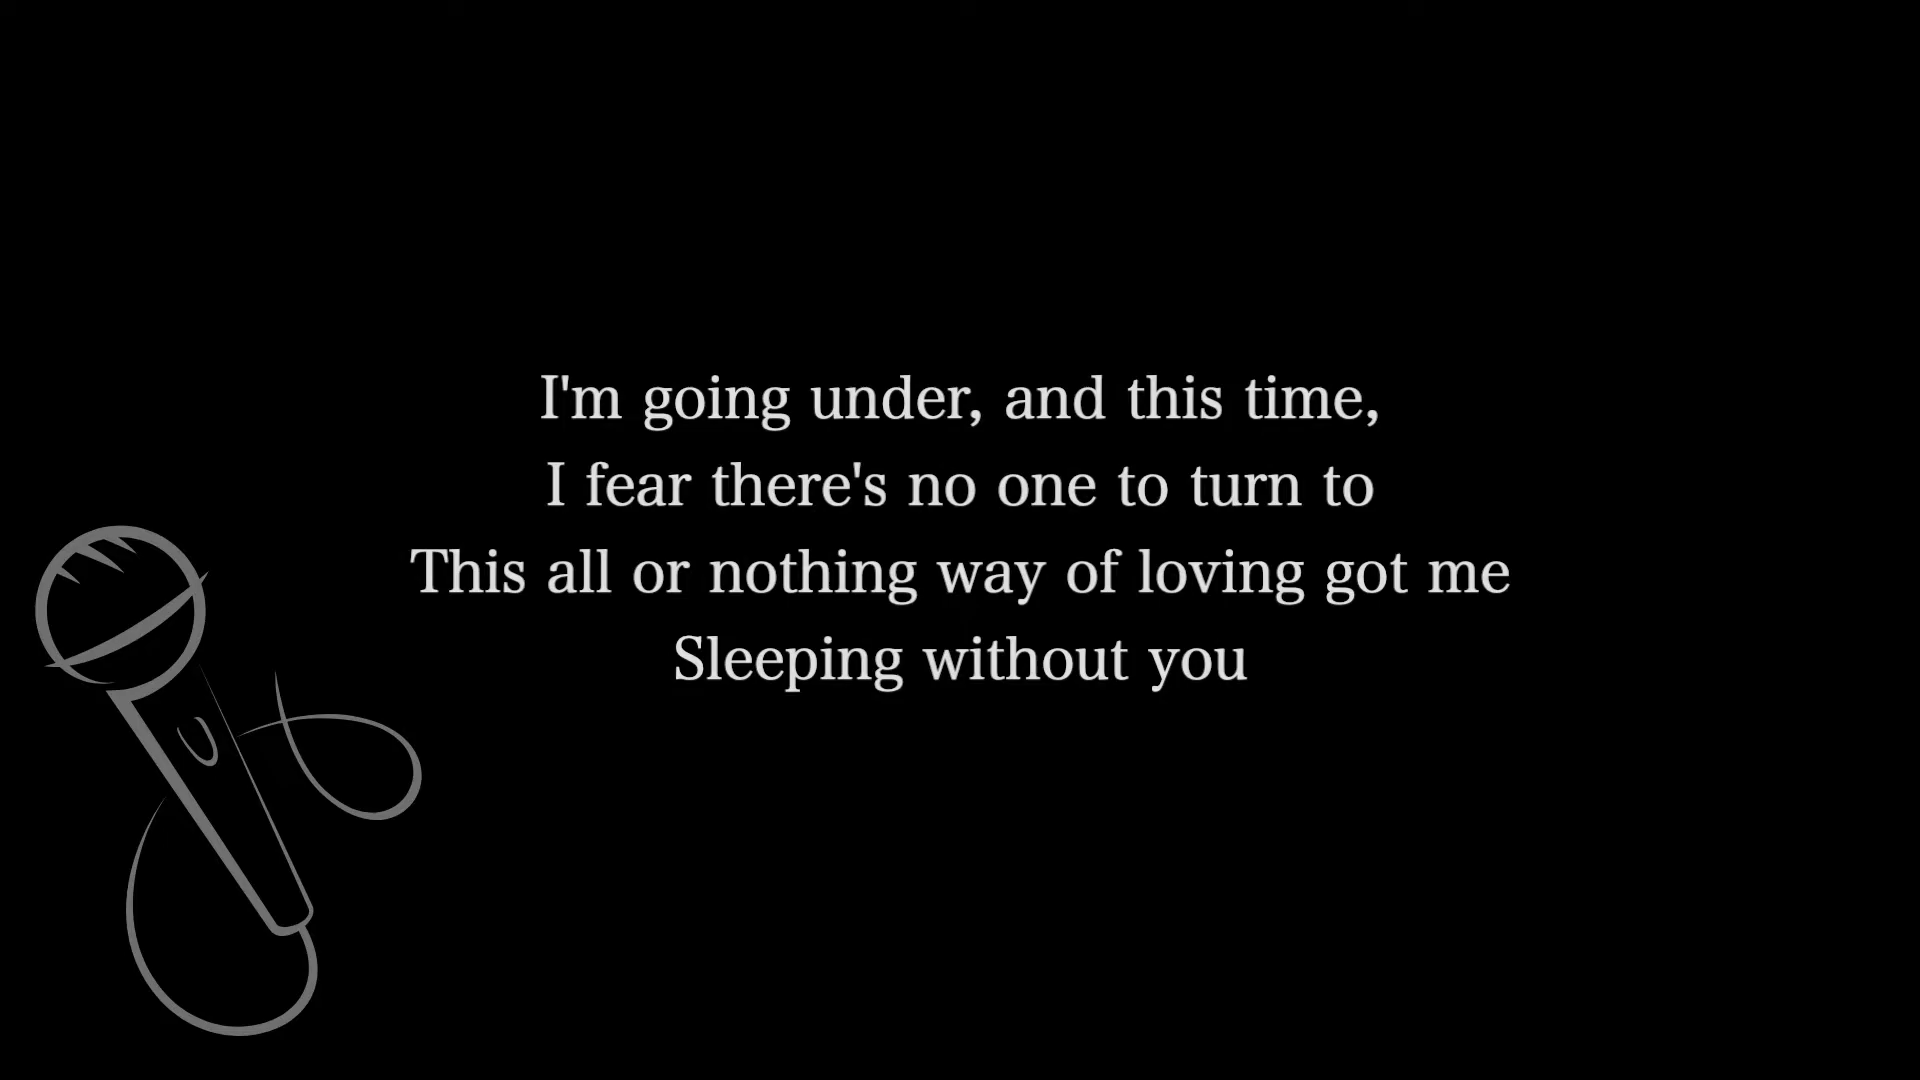 I'm going under, and this time,
I fear there's no one to turn to
This all or nothing way of loving got me
Sleeping without you